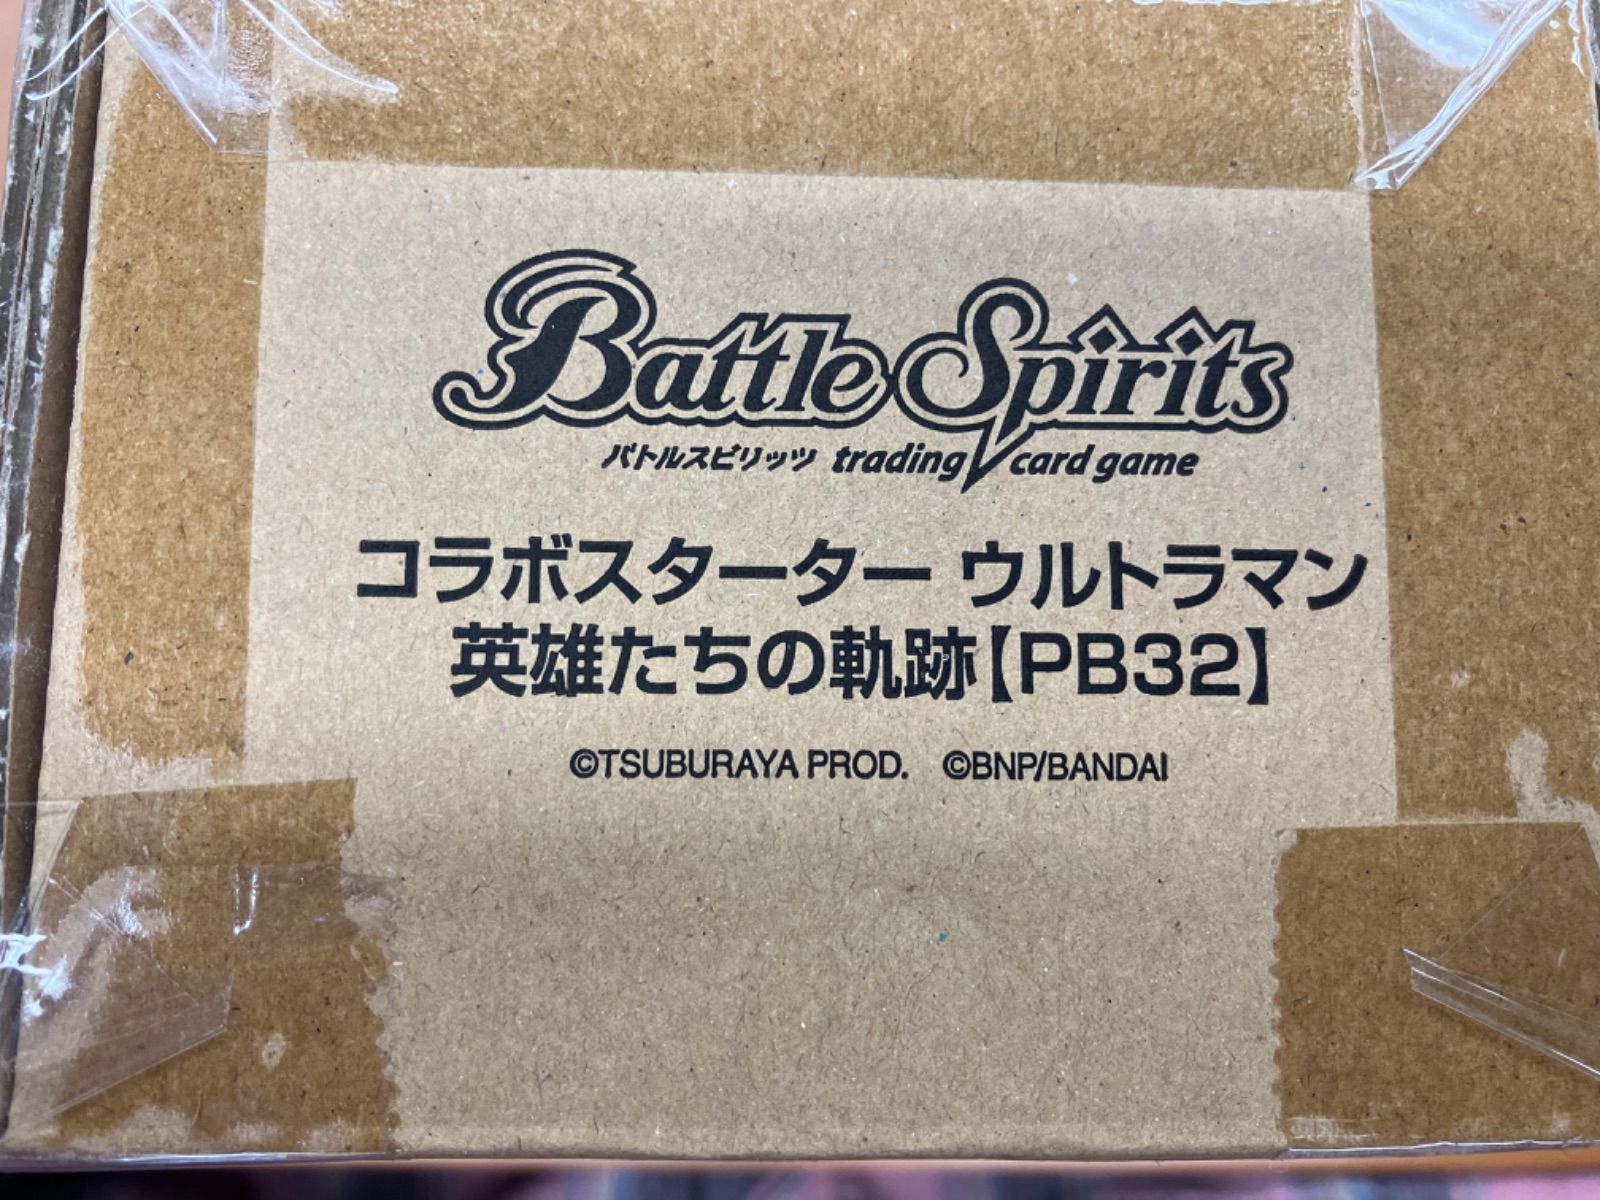 Battle Spirits
バトルスピリッツ trading card game
コラボスターター ウルトラマン
英雄たちの軌跡【PB32】
©TSUBURAYA PROD. ©BNP/BANDAI